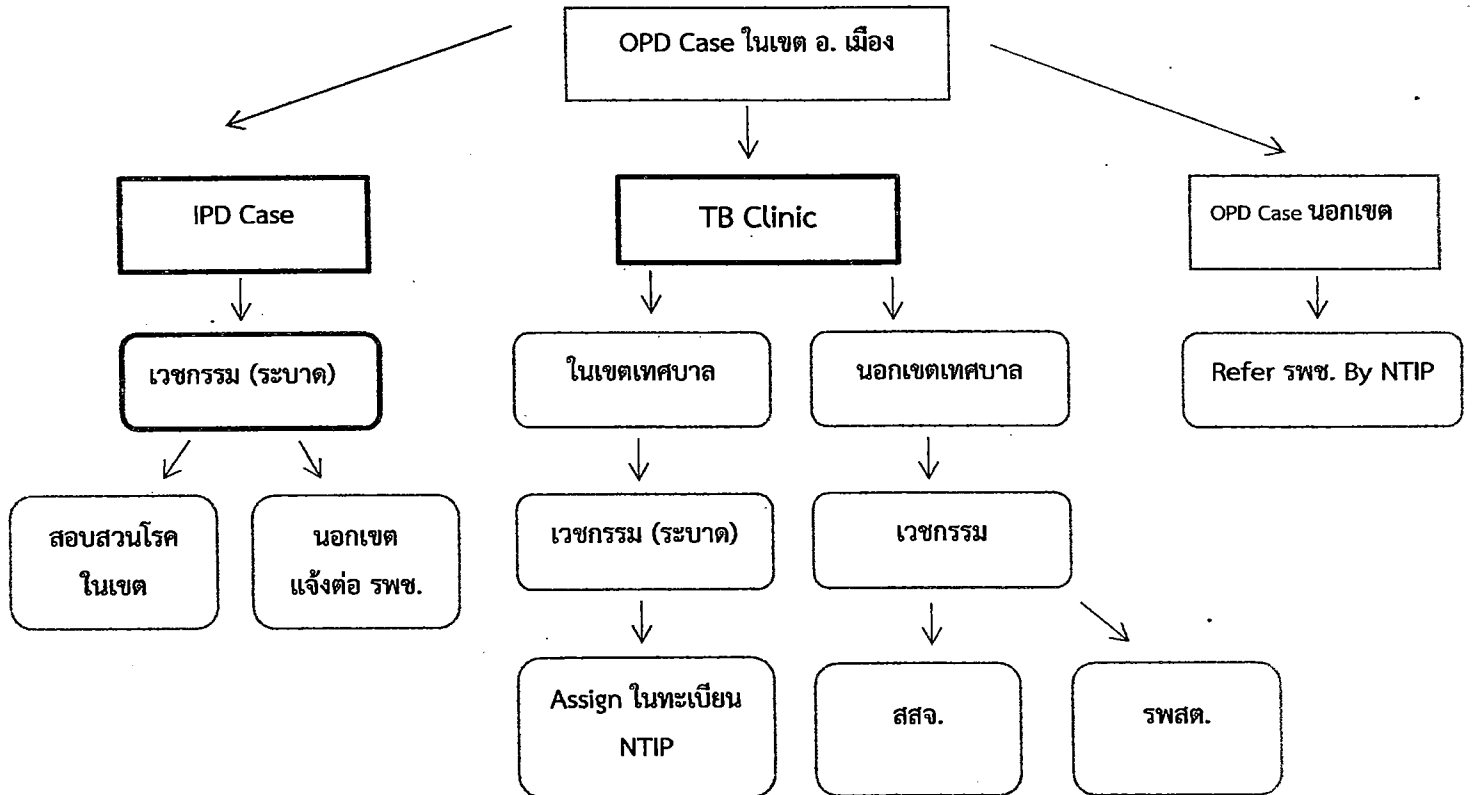 OPD Case ในเขต อ. เมือง
IPD Case
TB Clinic
OPD Case นอกเขต
เวชกรรม (ระบาด)
ในเขตเทศบาล
นอกเขตเทศบาล
Refer รพช. By NTIP
สอบสวนโรค
ในเขต
นอกเขต
แจ้งต่อ รพช.
เวชกรรม (ระบาด)
เวชกรรม
Assign ในทะเบียน
NTIP
สสจ.
รพสต.